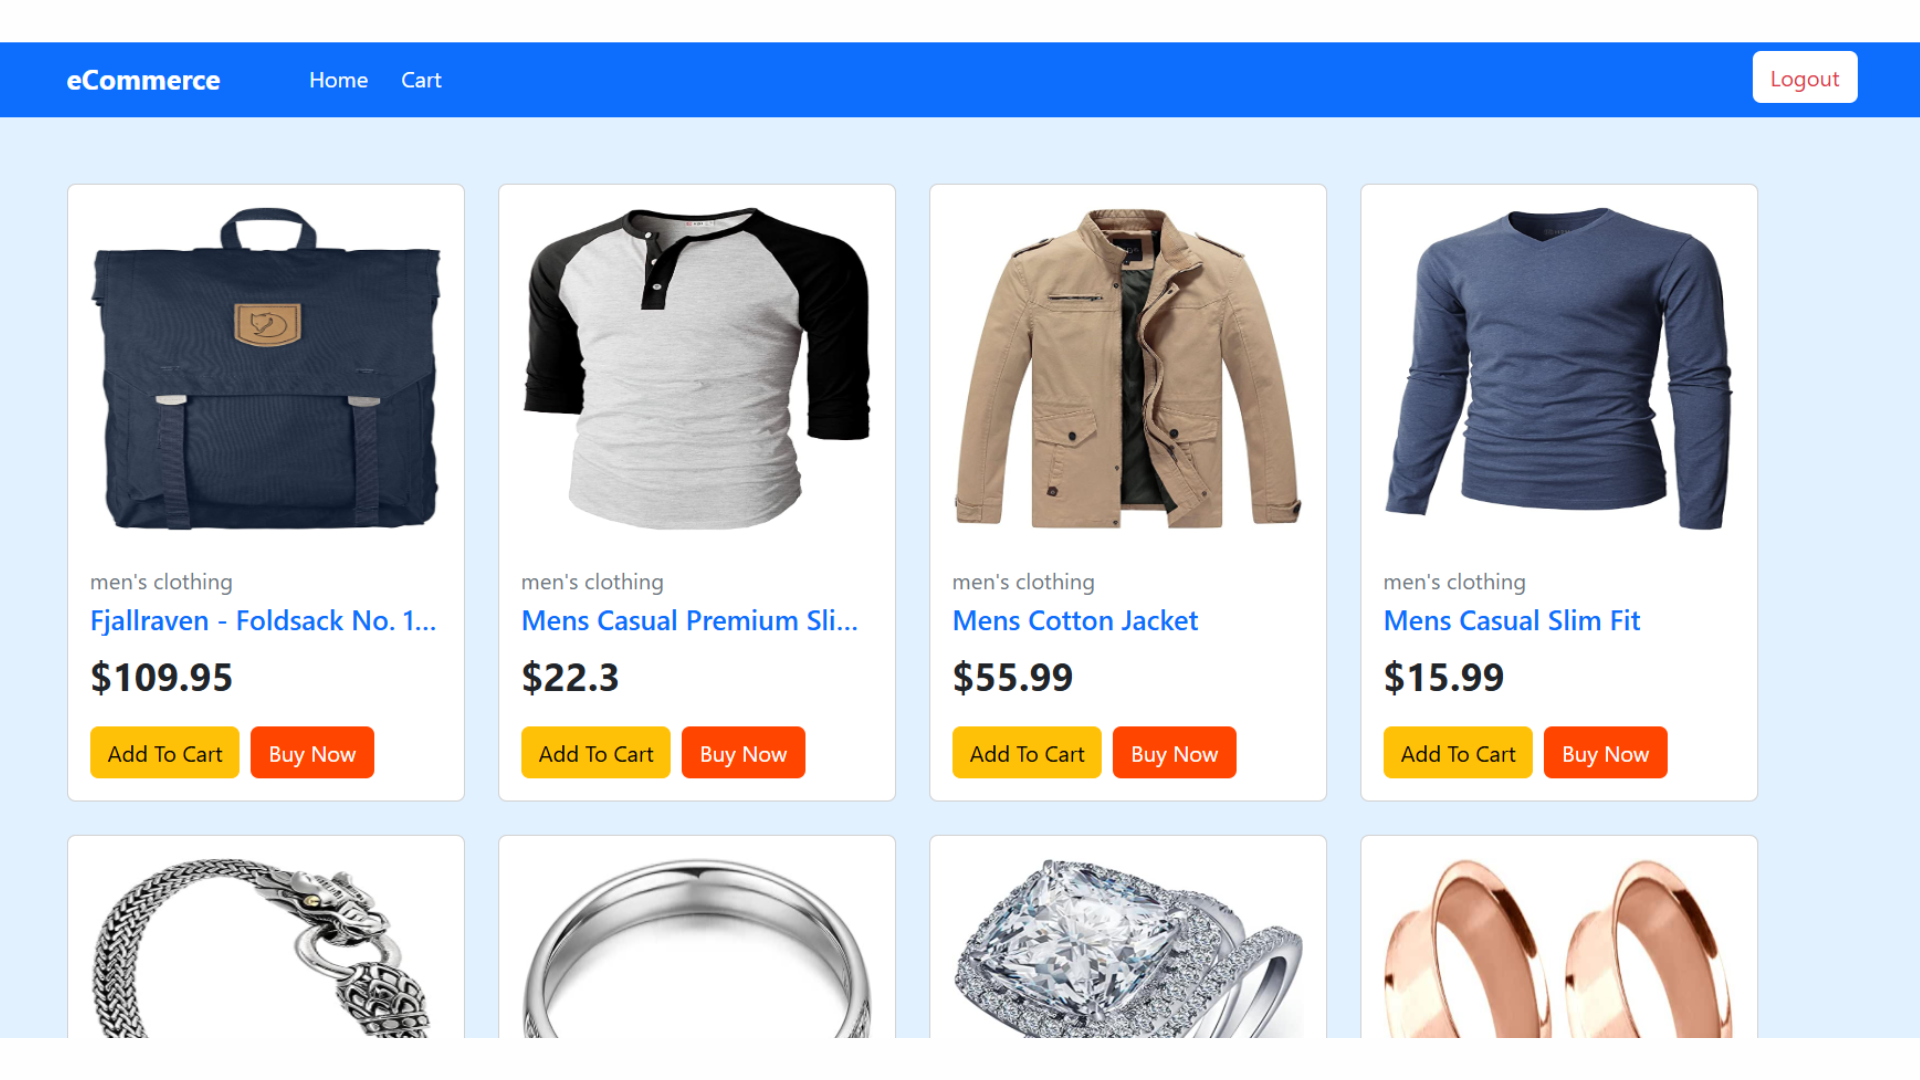 eCommerce Home Cart Logout
men's clothing
Fjallraven - Foldsack No. 1...
$109.95
Add To Cart Buy Now
men's clothing
Mens Casual Premium Sli...
$22.3
Add To Cart Buy Now
men's clothing
Mens Cotton Jacket
$55.99
Add To Cart Buy Now
men's clothing
Mens Casual Slim Fit
$15.99
Add To Cart Buy Now